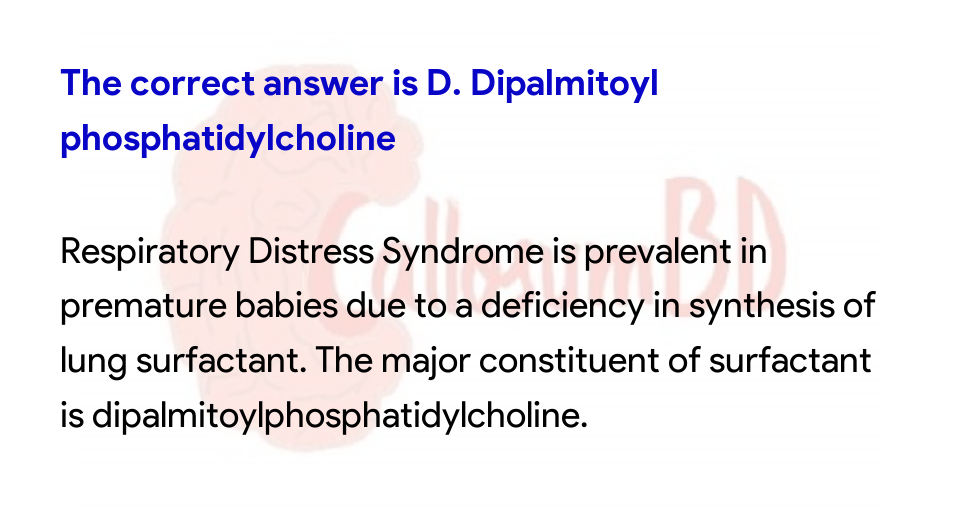 The correct answer is D. Dipalmitoyl
phosphatidylcholine
Respiratory Distress Syndrome is prevalent in
premature babies due to a deficiency in synthesis of
lung surfactant. The major constituent of surfactant
is dipalmitoylphosphatidylcholine.
CallosumBD